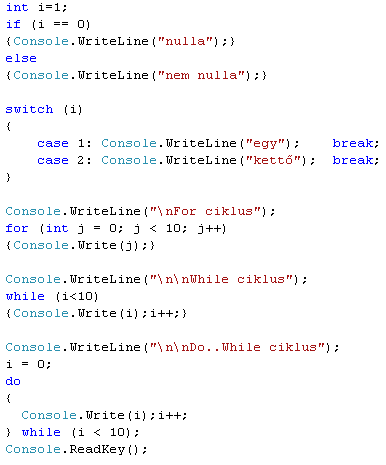 int i=1;
if (i == 0)
{Console.WriteLine("nulla");}
else
{Console.WriteLine("nem nulla");}

switch (i)
{
    case 1: Console.WriteLine("egy");    break;
    case 2: Console.WriteLine("kettő");  break;
}

Console.WriteLine("\nFor ciklus");
for (int j = 0; j < 10; j++)
{Console.Write(j);}

Console.WriteLine("\n\nWhile ciklus");
while (i<10)
{Console.Write(i);i++;}

Console.WriteLine("\n\nDo..While ciklus");
i = 0;
do
{
  Console.Write(i);i++;
} while (i < 10);
Console.ReadKey();